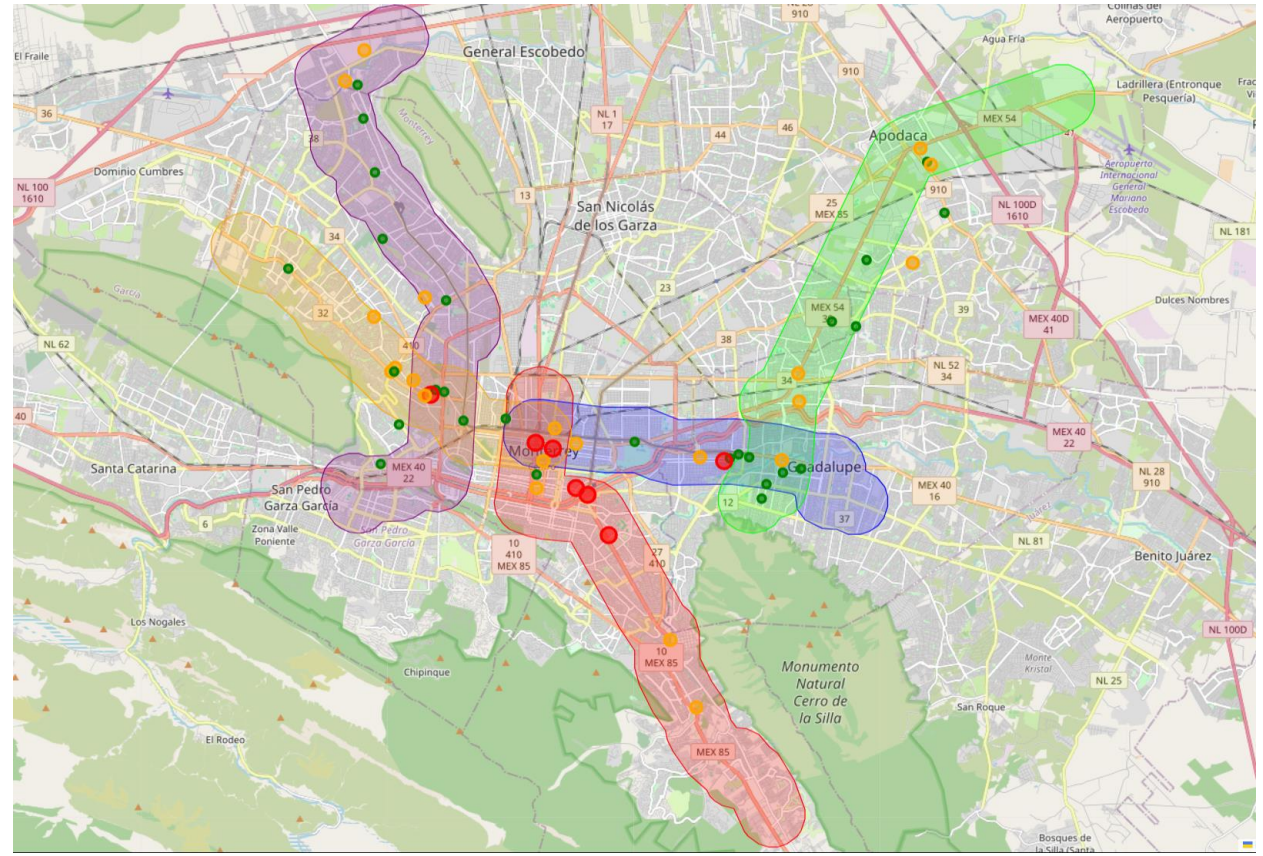 Colinas del
Aeropuerto
910
Agua Fría
El Fraile
General Escobedo
910
Ladrillera (Entronque
Pesquería)
36
NL 1
17
44
46
Apodaca
MEX 54
41
38
Monterrey
Dominio Cumbres
Aeropuerto
Internacional
General
Mariano
Escobedo
NL 100
1610
13
San Nicolás
de los Garza
25
MEX 85
910
NL 100D
1610
34
NL 181
García
23
32
MEX 54
39
Dulces Nombres
MEX 40D
41
NL 62
410
38
NL 52
34
34
40
MEX 40
22
Monterrey
Santa Catarina
MEX 40
22
Guadalupe
NL 28
910
San Pedro
Garza García
MEX 40
16
12
6
Zona Valle
Poniente
San Pedro
Garza García
37
Juárez
10
410
MEX 85
27
410
NL 81
Benito Juárez
Los Nogales
NL 100D
10
MEX 85
Chipinque
Monumento
Natural
Cerro de
la Silla
Monte
Kristal
NL 25
San Roque
El Rodeo
MEX 85
Bosques de
la Silla (Santa